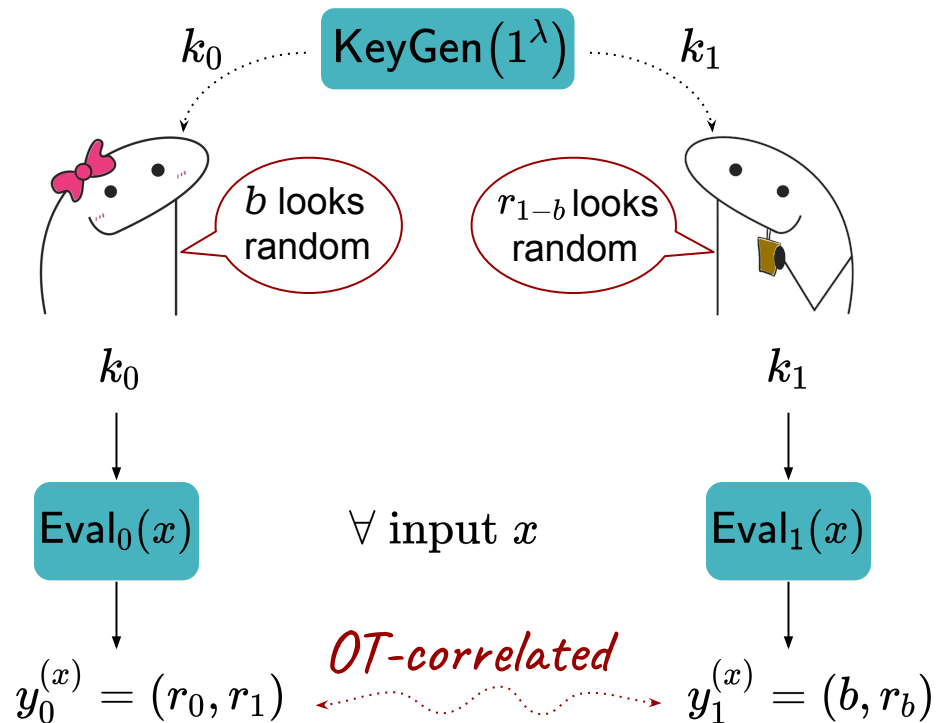 KeyGen(1^λ)
k_0
k_1
b looks
random
r_{1−b} looks
random
k_0
k_1
Eval_0(x)
∀ input x
Eval_1(x)
OT-correlated
y_0^{(x)} = (r_0, r_1)
y_1^{(x)} = (b, r_b)